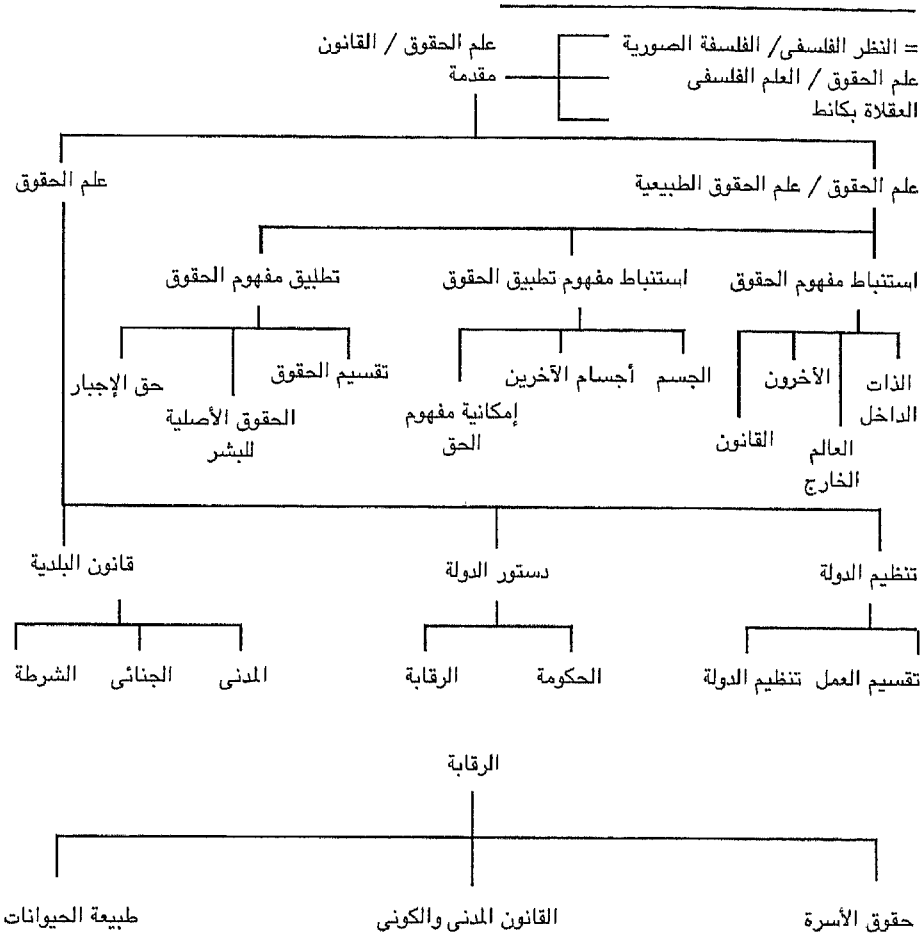 = النظر الفلسفى/ الفلسفة الصورية
علم الحقوق / القانون
علم الحقوق / العلم الفلسفى
مقدمة
العقلاة بكانط
علم الحقوق / علم الحقوق الطبيعية
علم الحقوق
استنباط مفهوم الحقوق
استنباط مفهوم تطبيق الحقوق
تطبيق مفهوم الحقوق
الذات
الداخل
العالم
الخارج
الأخرون
القانون
الجسم
أجسام الآخرين
إمكانية مفهوم
الحق
تقسيم الحقوق
الحقوق الأصلية
للبشر
حق الإجبار
تنظيم الدولة
دستور الدولة
قانون البلدية
تقسيم العمل
تنظيم الدولة
الحكومة
الرقابة
المدنى
الجنائى
الشرطة
الرقابة
حقوق الأسرة
القانون المدنى والكونى
طبيعة الحيوانات